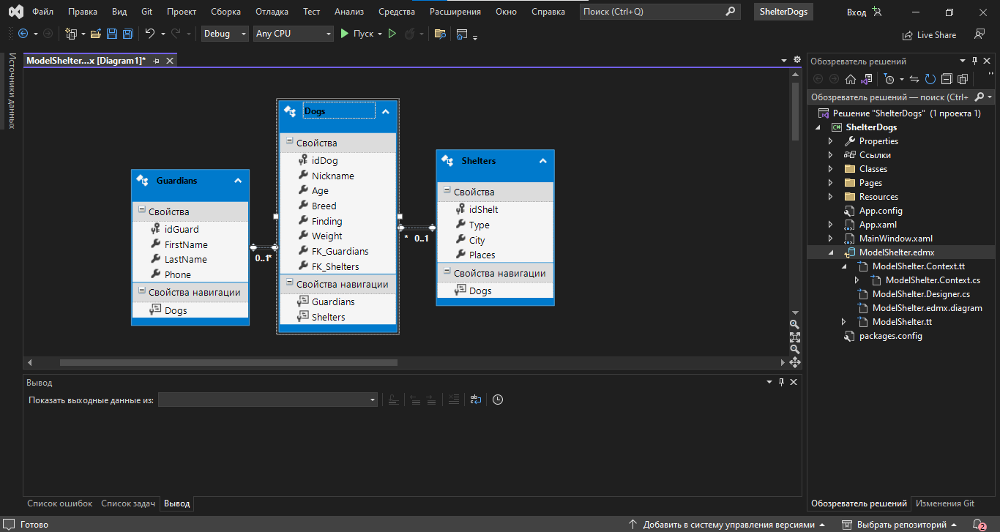 Файл Правка Вид Git Проект Сборка Отладка Тест Анализ Средства Расширения Окно Справка Поиск (Ctrl+Q) ShelterDogs Вход
Debug Any CPU Пуск Live Share
Источники данных
ModelShelter...x [Diagram1]*
Guardians
Свойства
idGuard
FirstName
LastName
Phone
Свойства навигации
Dogs
0..1*
Dogs
Свойства
idDog
Nickname
Age
Breed
Finding
Weight
FK_Guardians
FK_Shelters
Свойства навигации
Guardians
Shelters
* 0..1
Shelters
Свойства
idShelt
Type
City
Places
Свойства навигации
Dogs
Вывод
Показать выходные данные из:
Список ошибок Список задач Вывод
Обозреватель решений
Обозреватель решений — поиск (Ctrl+
Решение "ShelterDogs" (1 проекта 1)
C# ShelterDogs
Properties
Ссылки
Classes
Pages
Resources
App.config
App.xaml
MainWindow.xaml
ModelShelter.edmx
ModelShelter.Context.tt
ModelShelter.Context.cs
ModelShelter.Designer.cs
ModelShelter.edmx.diagram
ModelShelter.tt
packages.config
Обозреватель решений Изменения Git
Готово Добавить в систему управления версиями Выбрать репозиторий 2